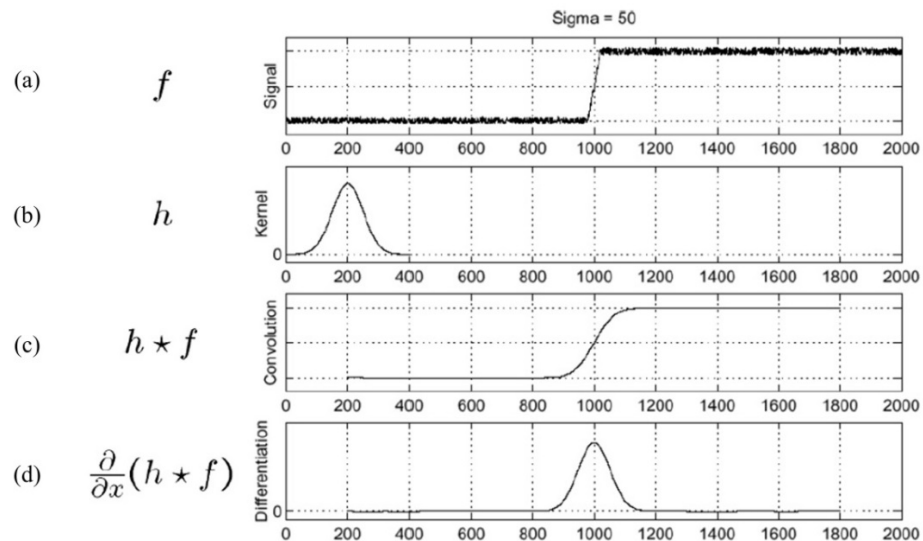 Sigma = 50
(a) f Signal
0 200 400 600 800 1000 1200 1400 1600 1800 2000
(b) h Kernel
0
0 200 400 600 800 1000 1200 1400 1600 1800 2000
(c) h ⋆ f Convolution
0 200 400 600 800 1000 1200 1400 1600 1800 2000
(d) ∂/∂x (h ⋆ f) Differentiation
0
0 200 400 600 800 1000 1200 1400 1600 1800 2000